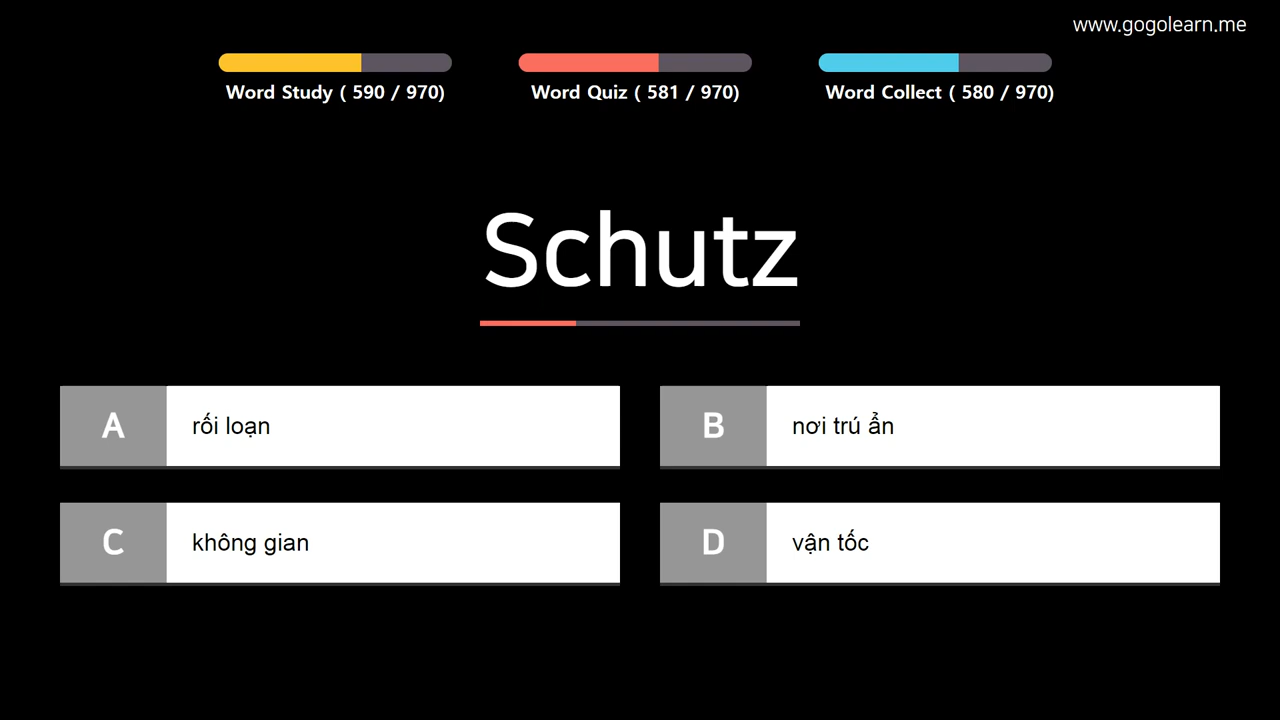 www.gogolearn.me
Word Study ( 590 / 970)
Word Quiz ( 581 / 970)
Word Collect ( 580 / 970)
Schutz
A
rối loạn
B
nơi trú ẩn
C
không gian
D
vận tốc